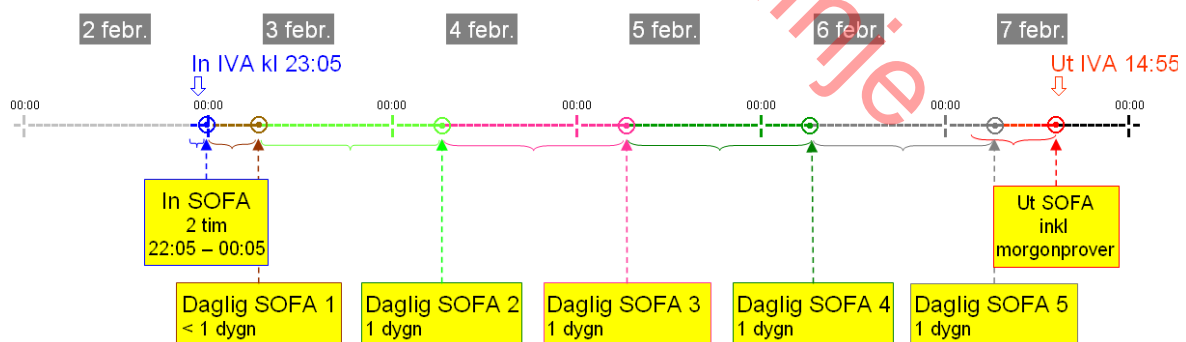 2 febr.
3 febr.
4 febr.
5 febr.
6 febr.
7 febr.
In IVA kl 23:05
Ut IVA 14:55
00:00
00:00
00:00
00:00
00:00
00:00
00:00
In SOFA
2 tim
22:05 – 00:05
Ut SOFA
inkl
morgonprover
Daglig SOFA 1
< 1 dygn
Daglig SOFA 2
1 dygn
Daglig SOFA 3
1 dygn
Daglig SOFA 4
1 dygn
Daglig SOFA 5
1 dygn